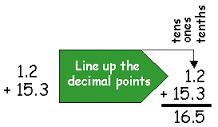 tens
ones
tenths
1.2
+ 15.3
Line up the
decimal points
1.2
+ 15.3
16.5